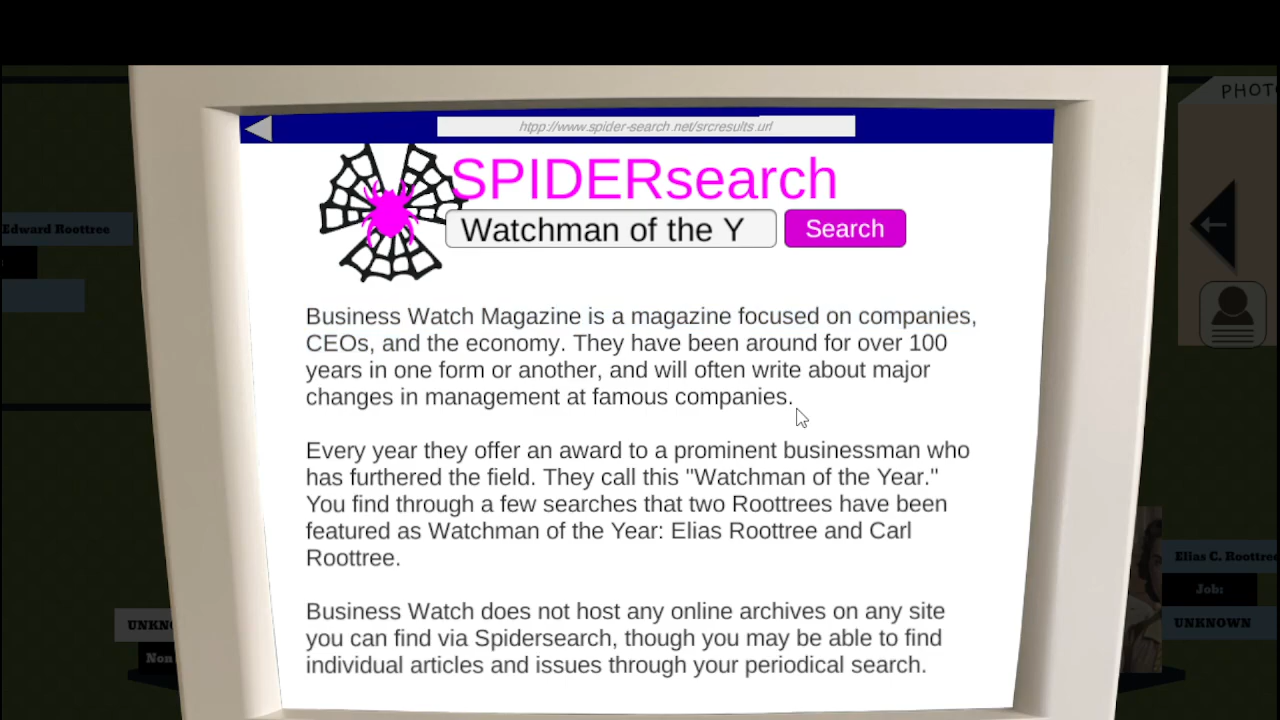 PHOT
htpp://www.spider-search.net/srcresults.url
SPIDERsearch
Watchman of the Y
Search
Edward Roottree
Business Watch Magazine is a magazine focused on companies,
CEOs, and the economy. They have been around for over 100
years in one form or another, and will often write about major
changes in management at famous companies.
Every year they offer an award to a prominent businessman who
has furthered the field. They call this "Watchman of the Year."
You find through a few searches that two Roottrees have been
featured as Watchman of the Year: Elias Roottree and Carl
Roottree.
Elias C. Roottre
Job:
UNKNOWN
Business Watch does not host any online archives on any site
you can find via Spidersearch, though you may be able to find
individual articles and issues through your periodical search.
UNKN
Non